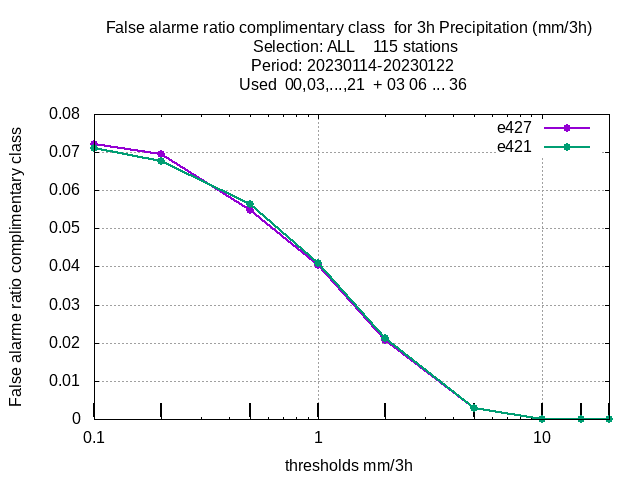 False alarme ratio complimentary class  for 3h Precipitation (mm/3h)
Selection: ALL    115 stations
Period: 20230114-20230122
Used  00,03,...,21  + 03 06 ... 36
e427
e421
0.08
0.07
0.06
0.05
0.04
0.03
0.02
0.01
0
False alarme ratio complimentary class
0.1
1
10
thresholds mm/3h